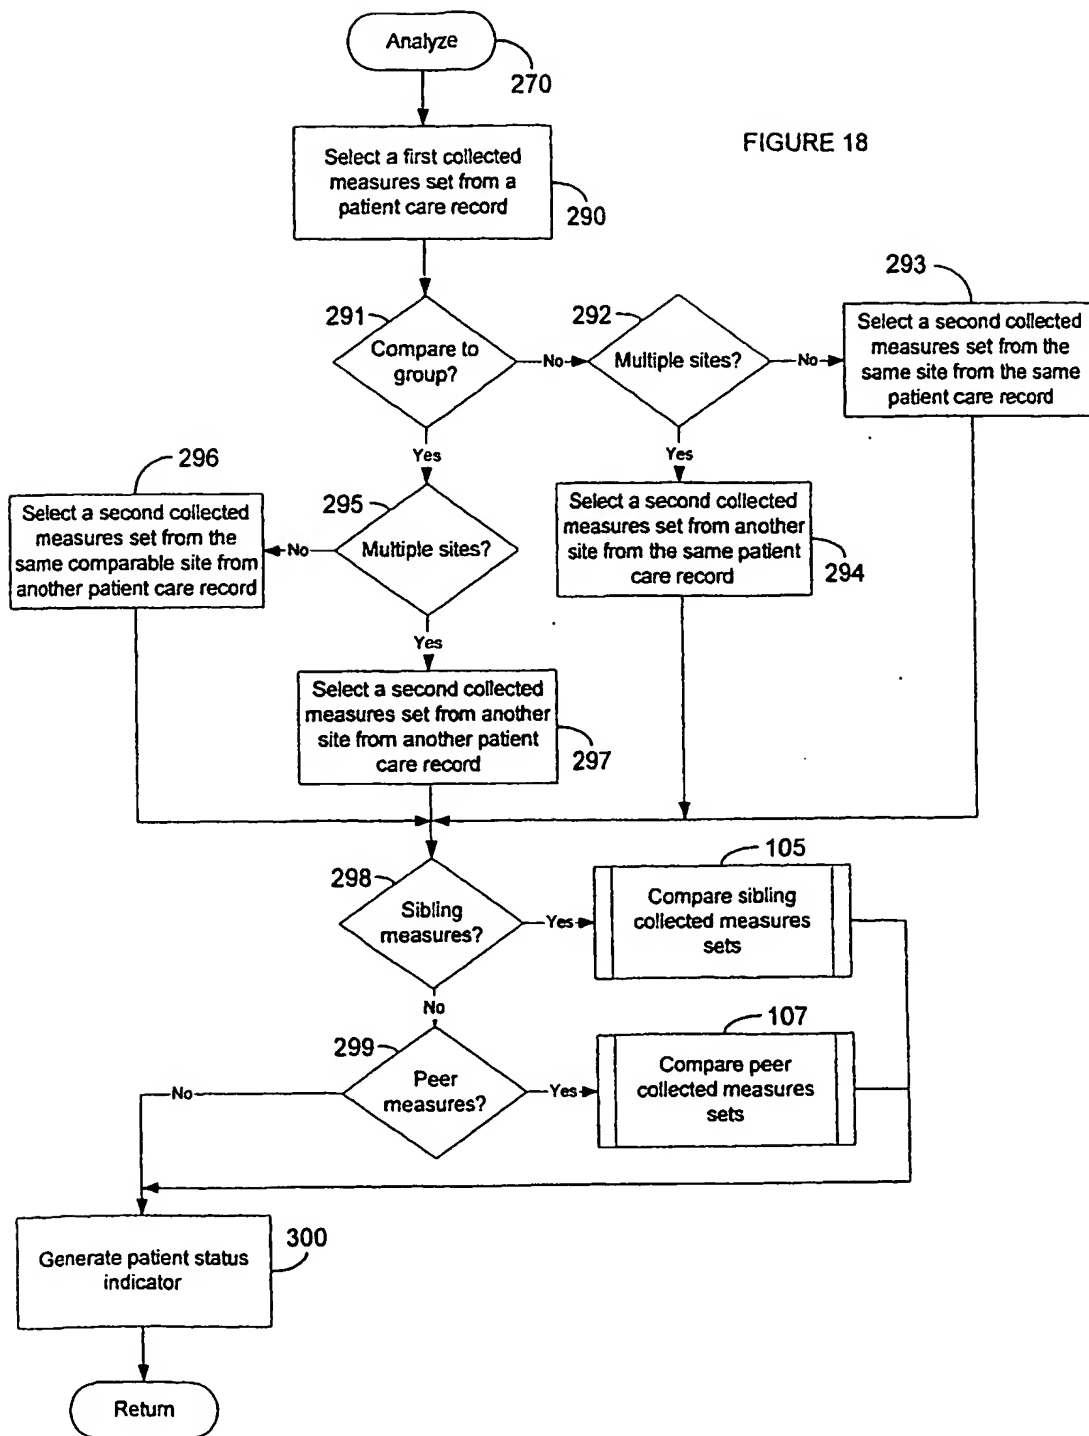 Analyze
270
FIGURE 18
Select a first collected
measures set from a
patient care record
290
291
Compare to
group?
No
292
Multiple sites?
No
293
Select a second collected
measures set from the
same site from the same
patient care record
Yes
Yes
296
Select a second collected
measures set from the
same comparable site from
another patient care record
No
295
Multiple sites?
Select a second collected
measures set from another
site from the same patient
care record
294
Yes
Select a second collected
measures set from another
site from another patient
care record
297
298
Sibling
measures?
Yes
105
Compare sibling
collected measures
sets
No
299
Peer
measures?
Yes
107
Compare peer
collected measures
sets
No
Generate patient status
indicator
300
Return